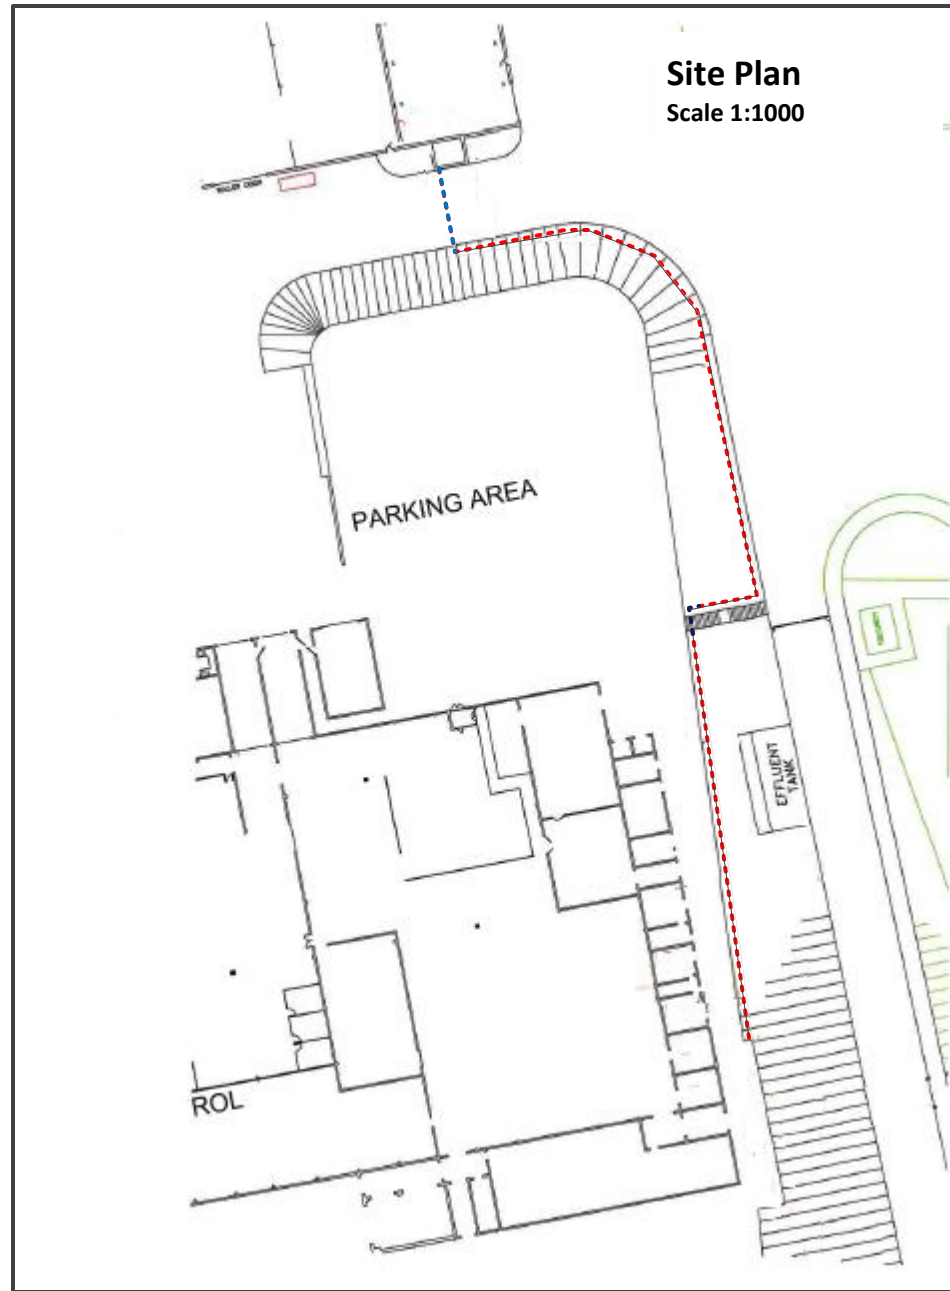 Site Plan
Scale 1:1000
PARKING AREA
EFFLUENT
TANK
ROL